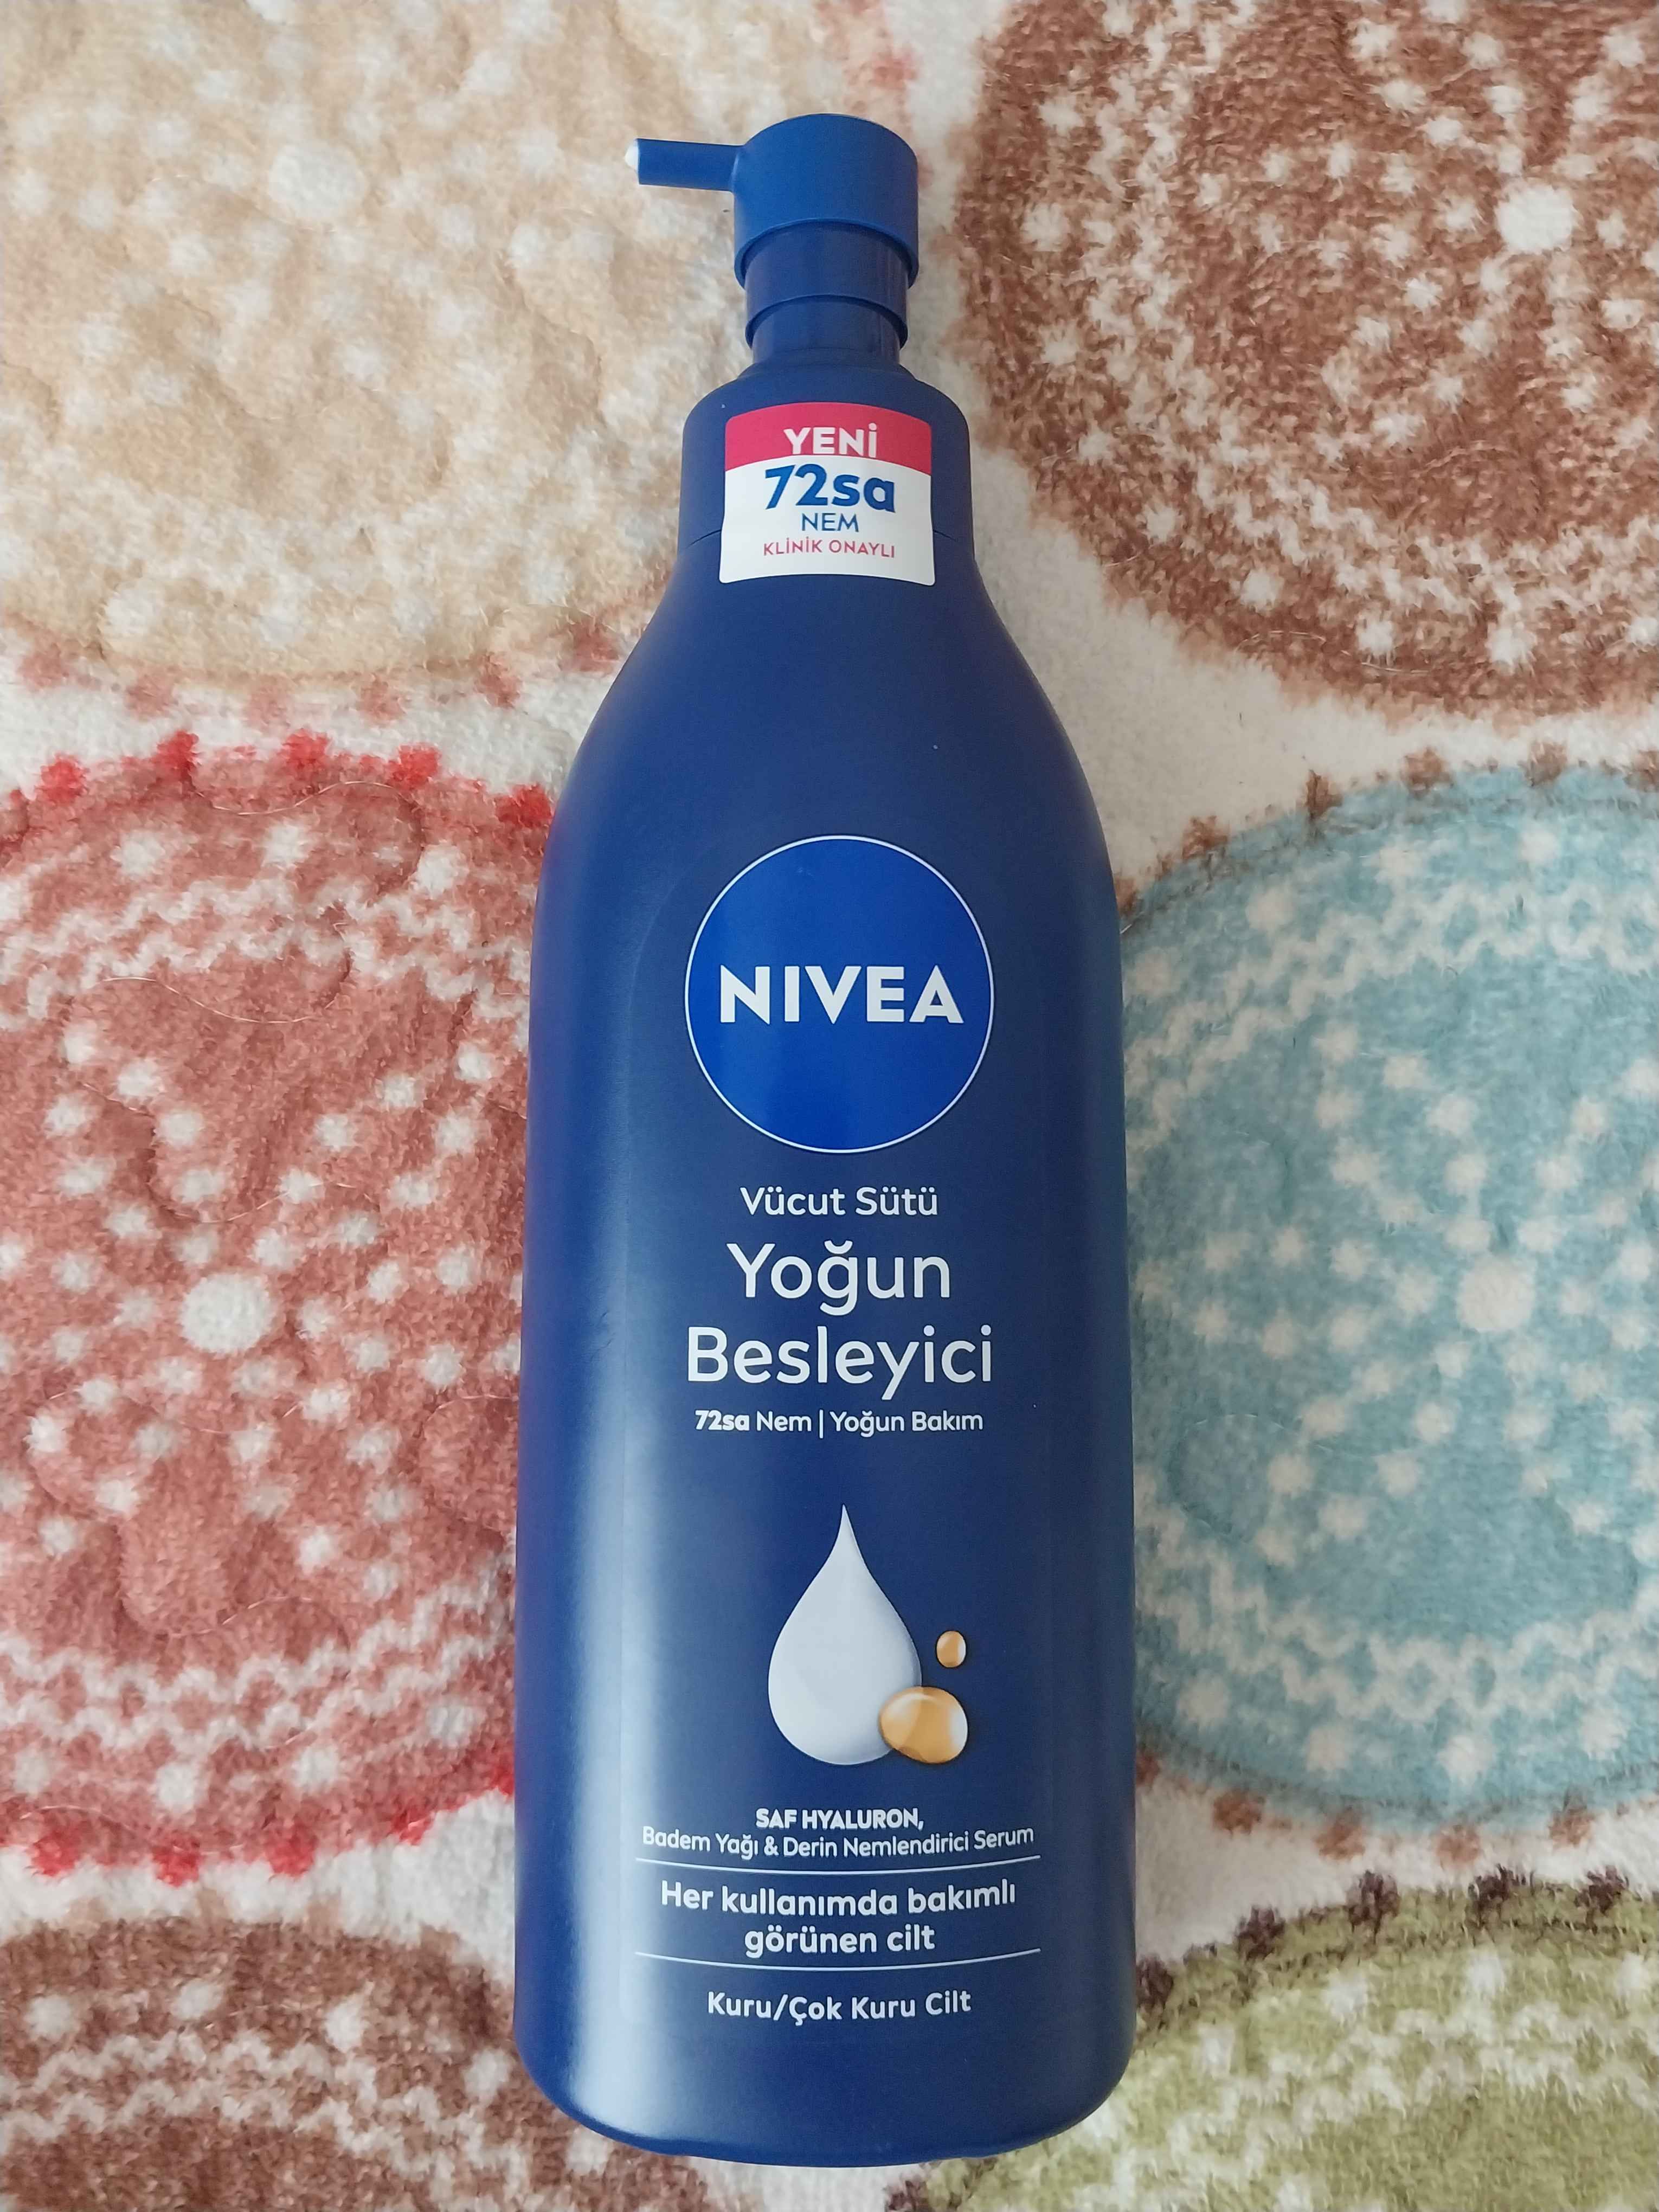 YENİ
72sa
NEM
KLİNİK ONAYLI
NIVEA
Vücut Sütü
Yoğun
Besleyici
72sa Nem | Yoğun Bakım
SAF HYALURON,
Badem Yağı & Derin Nemlendirici Serum
Her kullanımda bakımlı
görünen cilt
Kuru/Çok Kuru Cilt